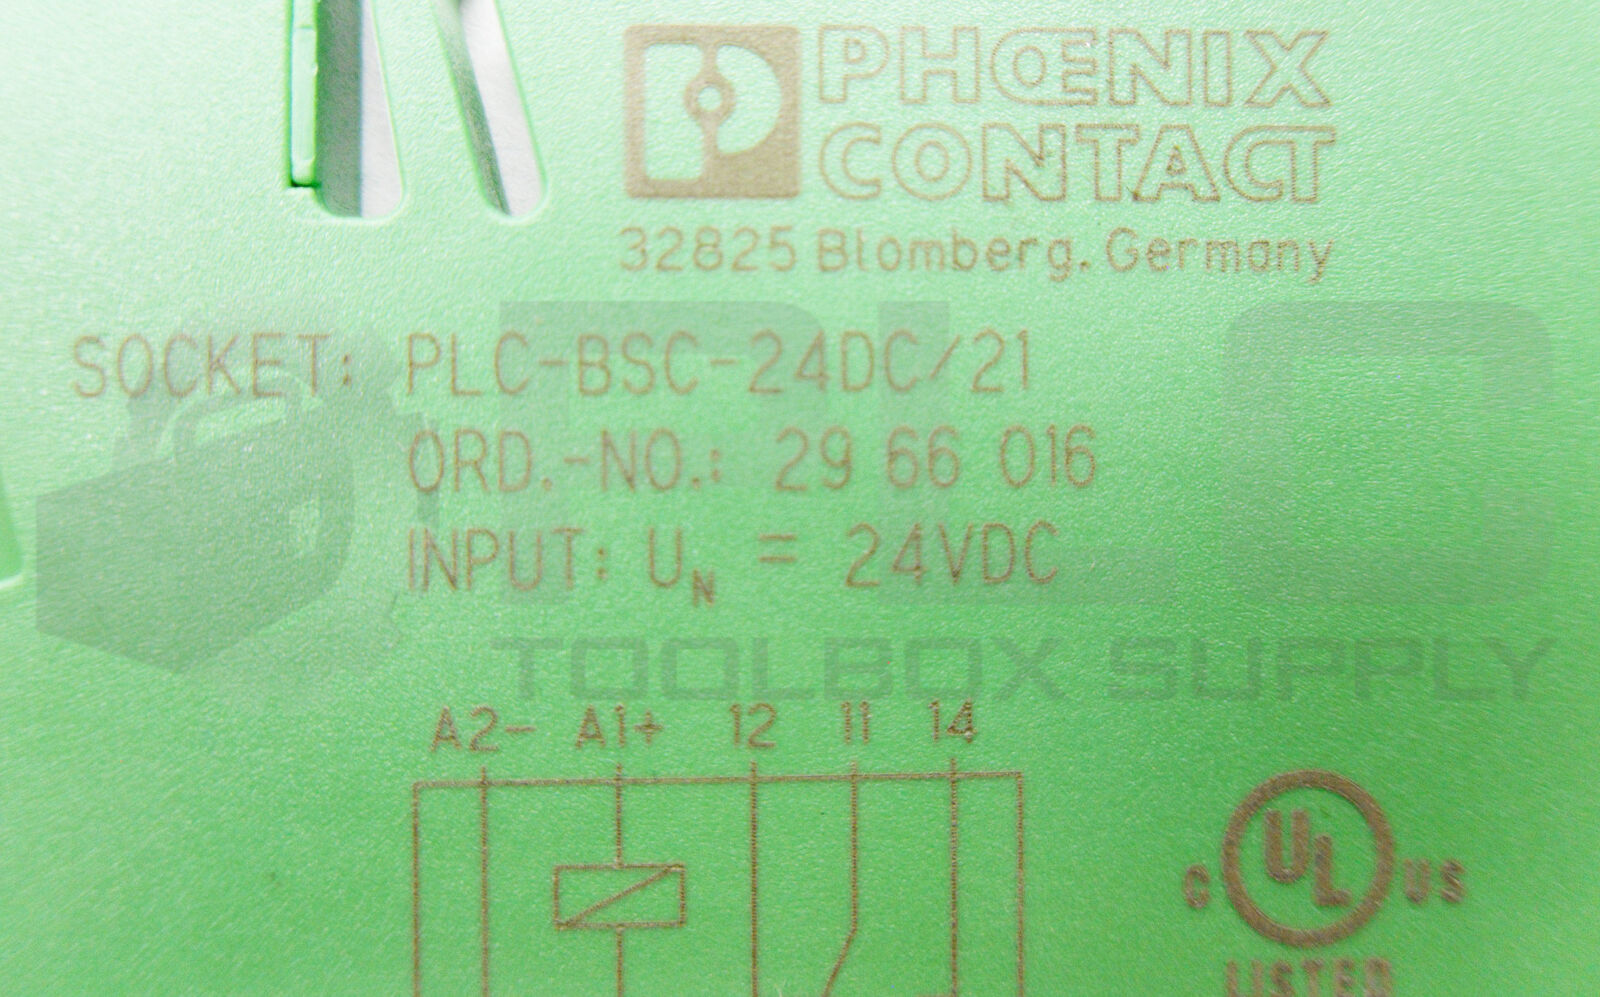 PHŒNIX
CONTACT
32825 Blomberg, Germany
SOCKET: PLC-BSC-24DC/21
ORD.-NO.: 29 66 016
INPUT: UN = 24VDC
TOOLBOX SUPPLY
A2- A1+ 12 11 14
C UL US
LISTED